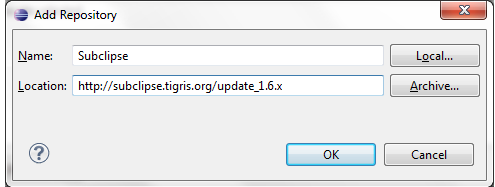 Add Repository
Name: Subclipse Local...
Location: http://subclipse.tigris.org/update_1.6.x Archive...
? OK Cancel